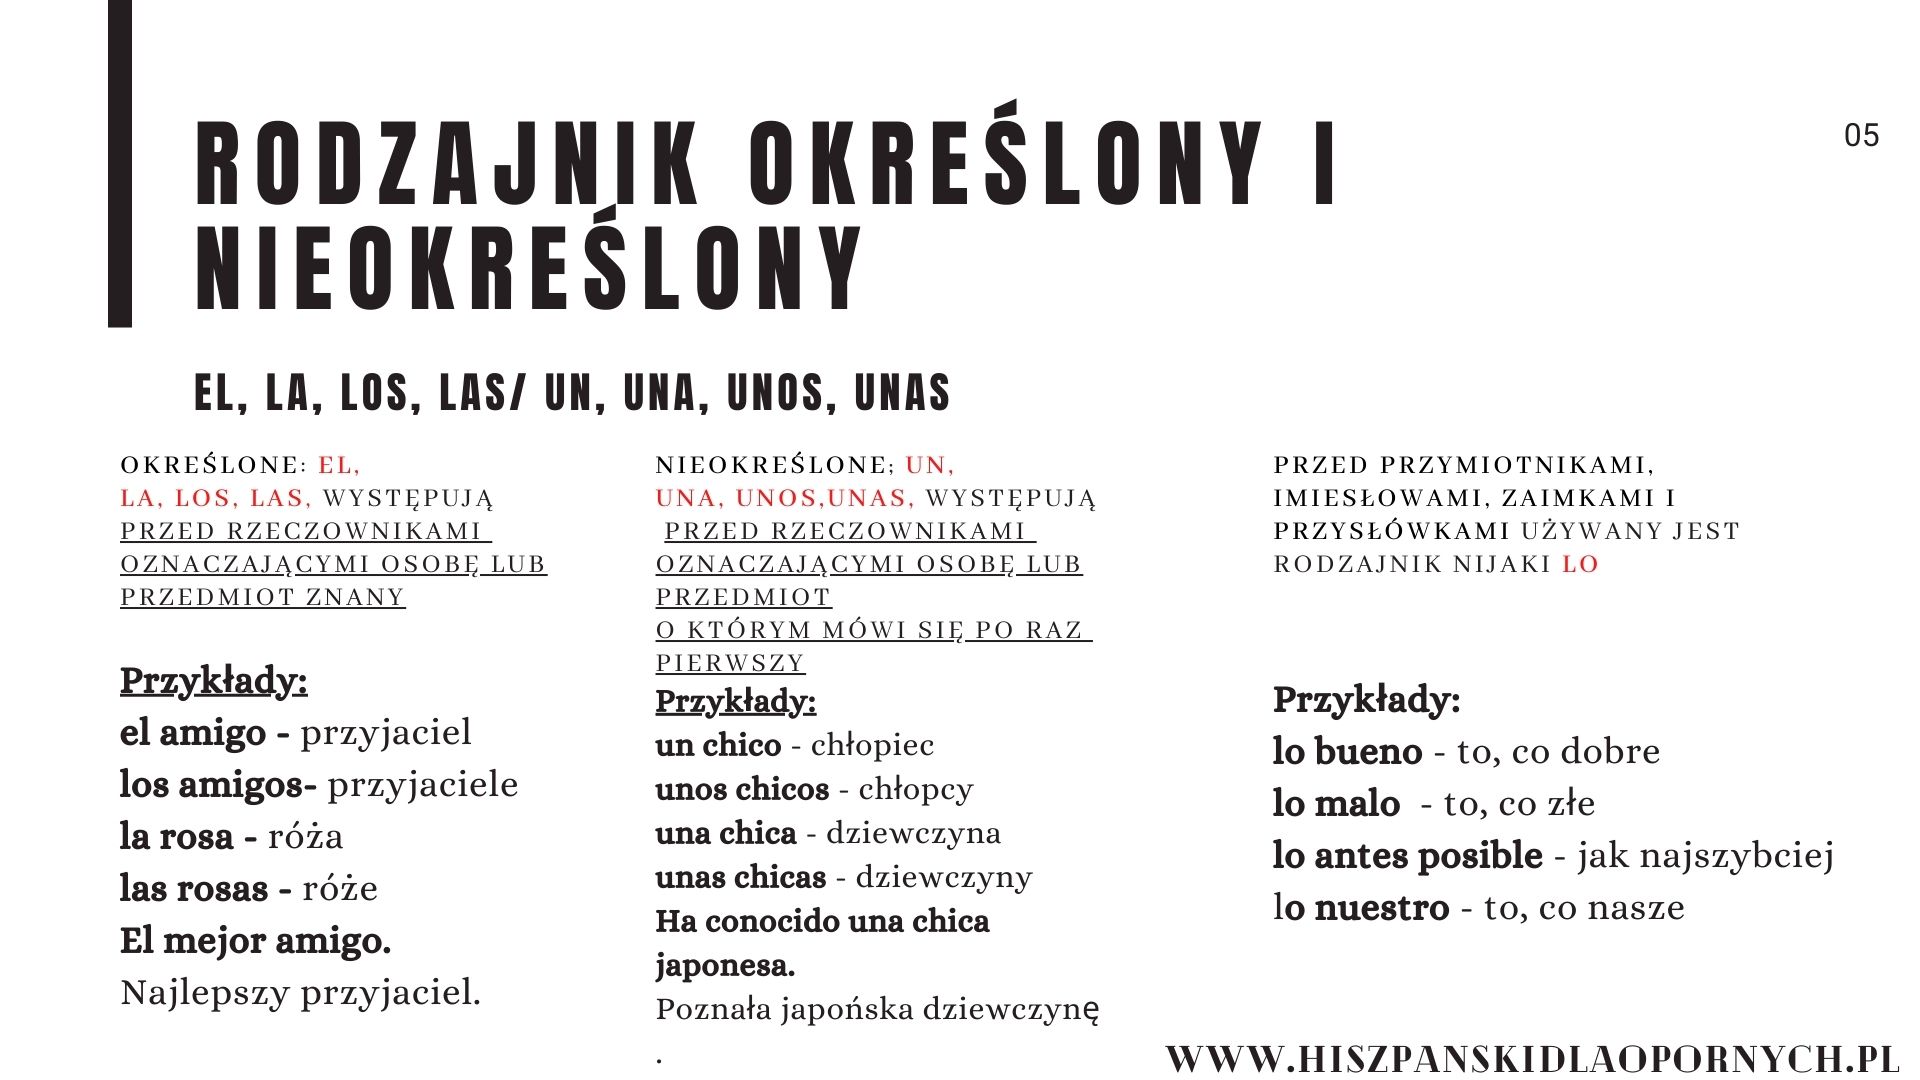 RODZAJNIK OKREŚLONY I
NIEOKREŚLONY
05
EL, LA, LOS, LAS/ UN, UNA, UNOS, UNAS
OKREŚLONE: EL,
LA, LOS, LAS, WYSTĘPUJĄ
PRZED RZECZOWNIKAMI
OZNACZAJĄCYMI OSOBĘ LUB
PRZEDMIOT ZNANY
Przykłady:
el amigo - przyjaciel
los amigos- przyjaciele
la rosa - róża
las rosas - róże
El mejor amigo.
Najlepszy przyjaciel.
NIEOKREŚLONE; UN,
UNA, UNOS,UNAS, WYSTĘPUJĄ
PRZED RZECZOWNIKAMI
OZNACZAJĄCYMI OSOBĘ LUB
PRZEDMIOT
O KTÓRYM MÓWI SIĘ PO RAZ
PIERWSZY
Przykłady:
un chico - chłopiec
unos chicos - chłopcy
una chica - dziewczyna
unas chicas - dziewczyny
Ha conocido una chica
japonesa.
Poznała japońska dziewczynę
.
PRZED PRZYMIOTNIKAMI,
IMIESŁOWAMI, ZAIMKAMI I
PRZYSŁÓWKAMI UŻYWANY JEST
RODZAJNIK NIJAKI LO
Przykłady:
lo bueno - to, co dobre
lo malo - to, co złe
lo antes posible - jak najszybciej
lo nuestro - to, co nasze
WWW.HISZPANSKIDLAOPORNYCH.PL